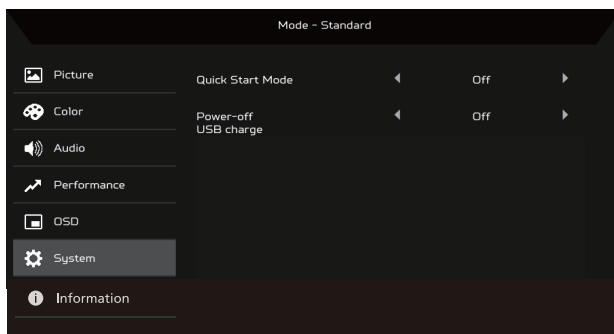 Mode - Standard
Picture
Color
Audio
Performance
OSD
System
Information
Quick Start Mode Off
Power-off Off
USB charge